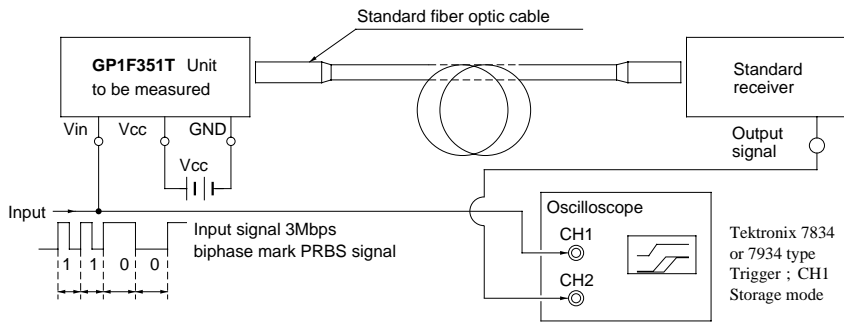 Standard fiber optic cable
GP1F351T Unit
to be measured
Standard
receiver
Vin
Vcc
GND
Output
signal
Vcc
Input
Input signal 3Mbps
biphase mark PRBS signal
1 1 0 0
Oscilloscope
CH1
CH2
Tektronix 7834
or 7934 type
Trigger ; CH1
Storage mode